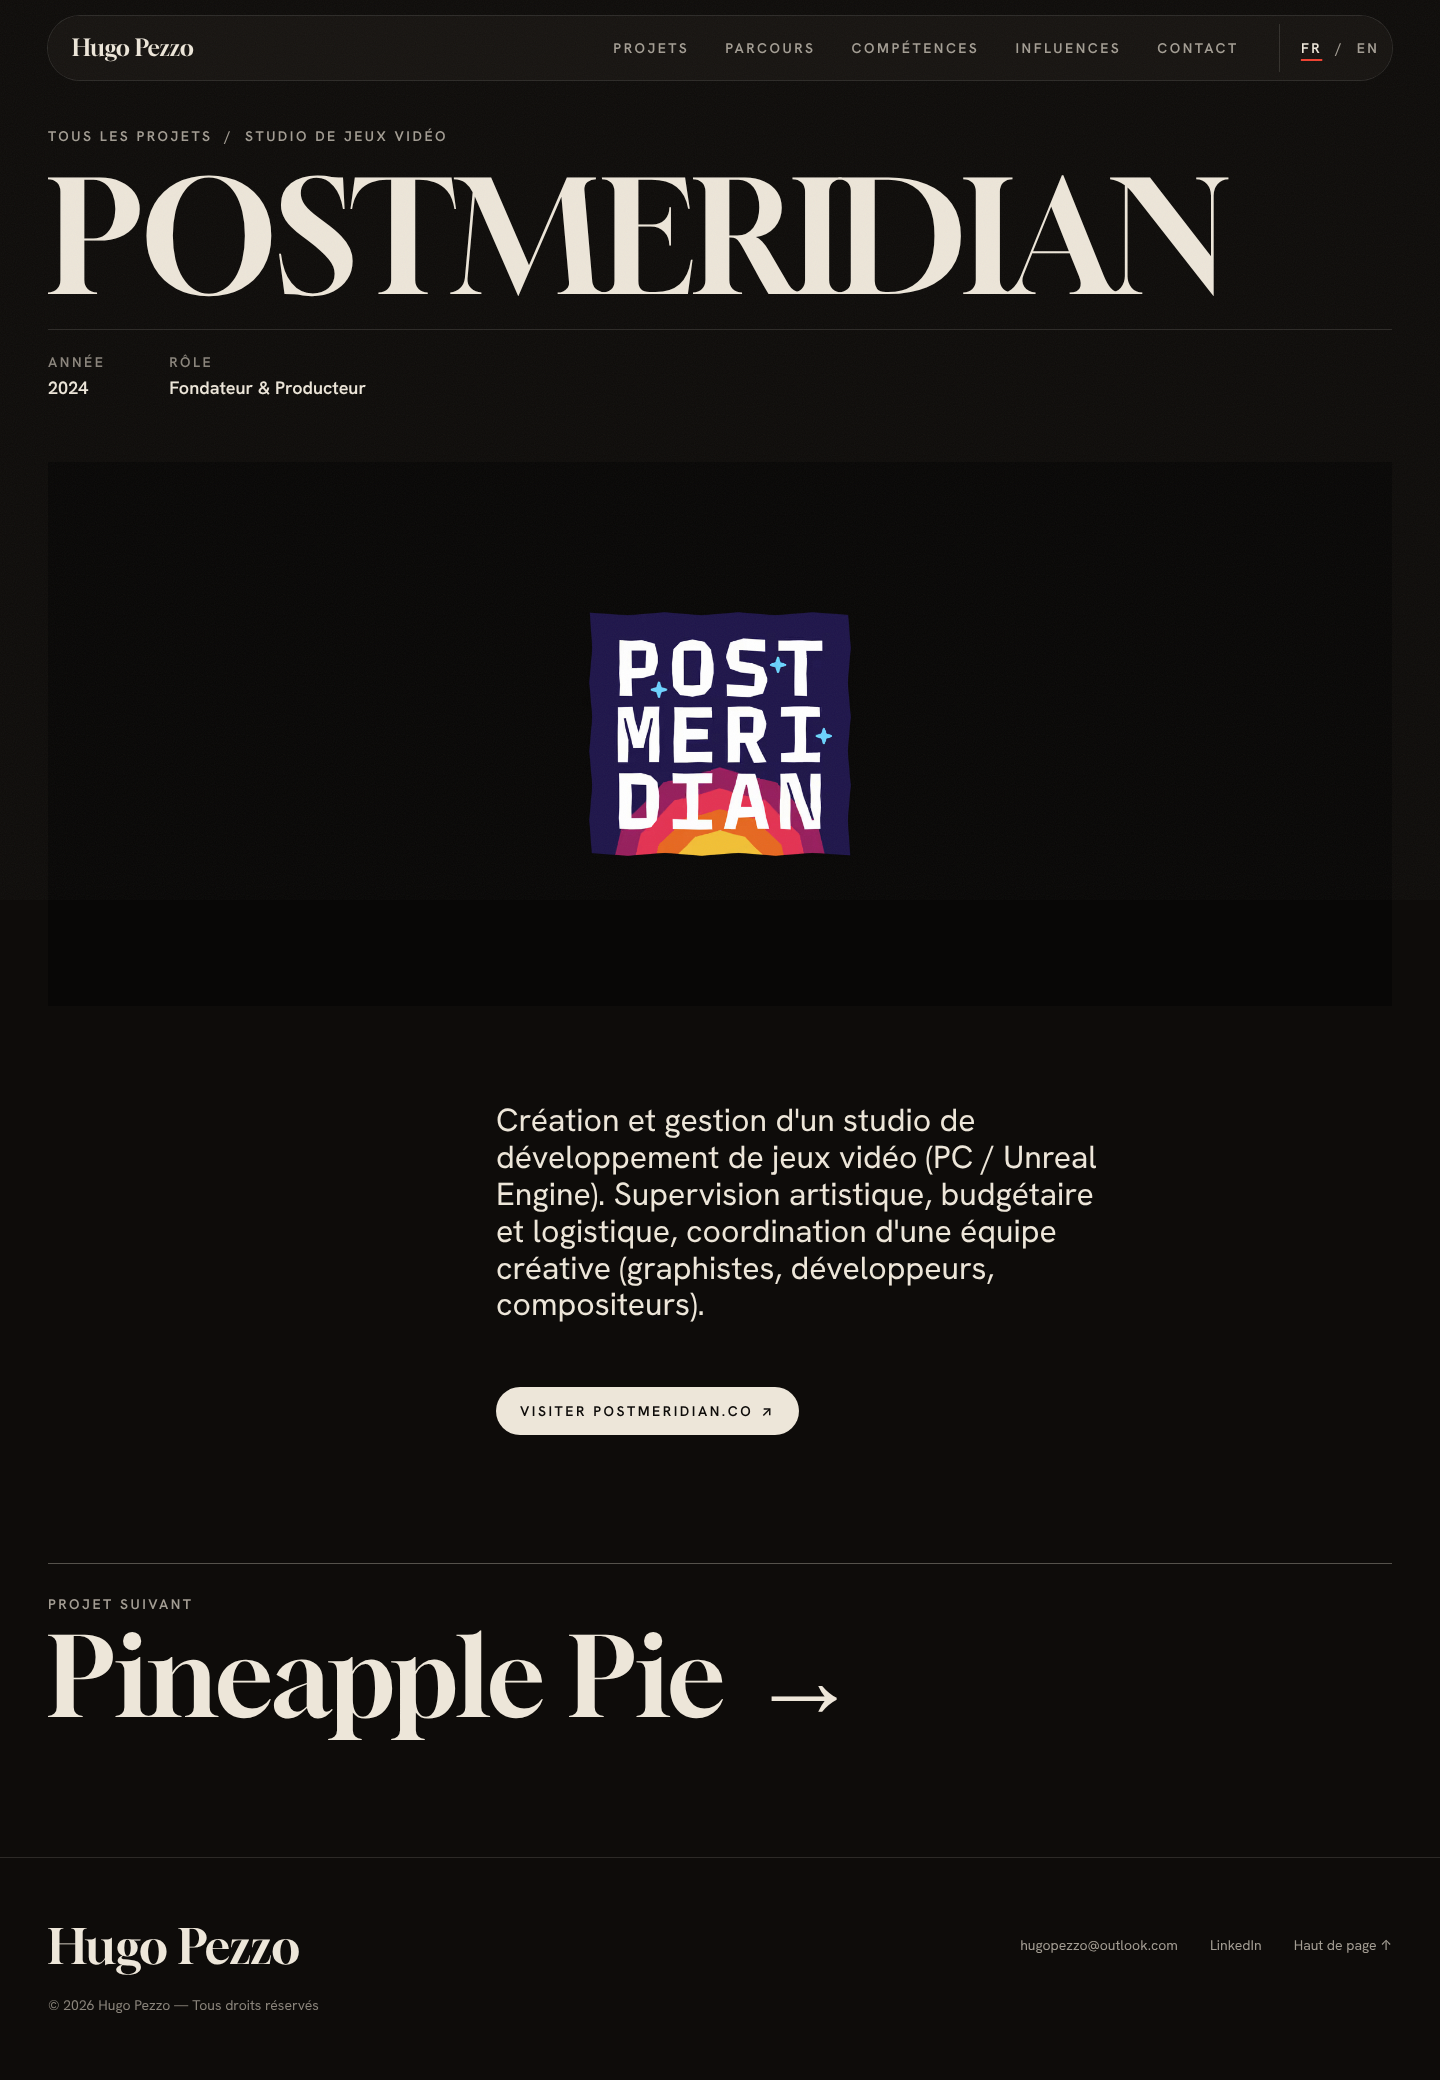 Hugo Pezzo
PROJETS PARCOURS COMPÉTENCES INFLUENCES CONTACT FR / EN
TOUS LES PROJETS / STUDIO DE JEUX VIDÉO
POSTMERIDIAN
ANNÉE RÔLE
2024 Fondateur & Producteur
POST
MERI
DIAN
Création et gestion d'un studio de
développement de jeux vidéo (PC / Unreal
Engine). Supervision artistique, budgétaire
et logistique, coordination d'une équipe
créative (graphistes, développeurs,
compositeurs).
VISITER POSTMERIDIAN.CO ↗
PROJET SUIVANT
Pineapple Pie →
Hugo Pezzo
hugopezzo@outlook.com LinkedIn Haut de page ↑
© 2026 Hugo Pezzo — Tous droits réservés